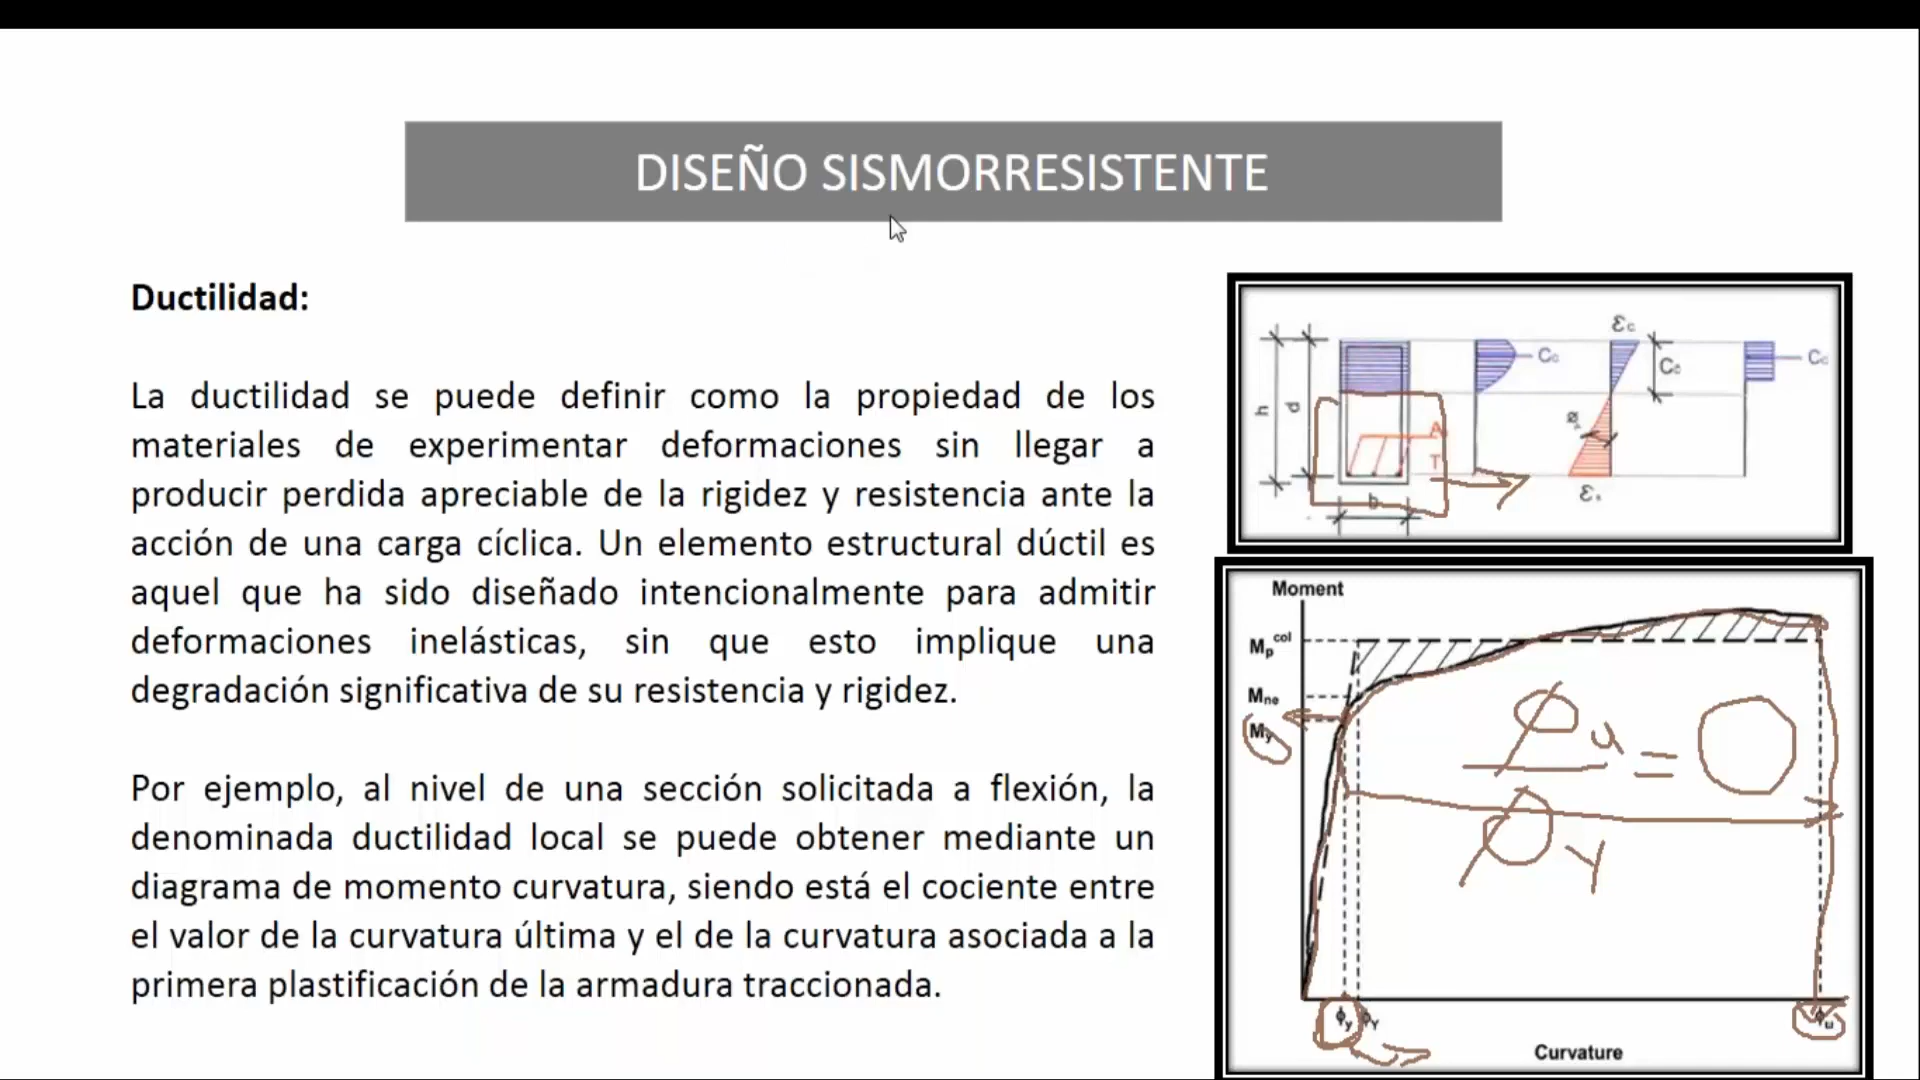 DISEÑO SISMORRESISTENTE
Ductilidad:
La ductilidad se puede definir como la propiedad de los
materiales de experimentar deformaciones sin llegar a
producir perdida apreciable de la rigidez y resistencia ante la
acción de una carga cíclica. Un elemento estructural dúctil es
aquel que ha sido diseñado intencionalmente para admitir
deformaciones inelásticas, sin que esto implique una
degradación significativa de su resistencia y rigidez.
Por ejemplo, al nivel de una sección solicitada a flexión, la
denominada ductilidad local se puede obtener mediante un
diagrama de momento curvatura, siendo está el cociente entre
el valor de la curvatura última y el de la curvatura asociada a la
primera plastificación de la armadura traccionada.
h
d
b
A
T
Cc
εc
Cc
Moment
Mp col
Mne
My
ϕy
ϕY
ϕu
Curvature